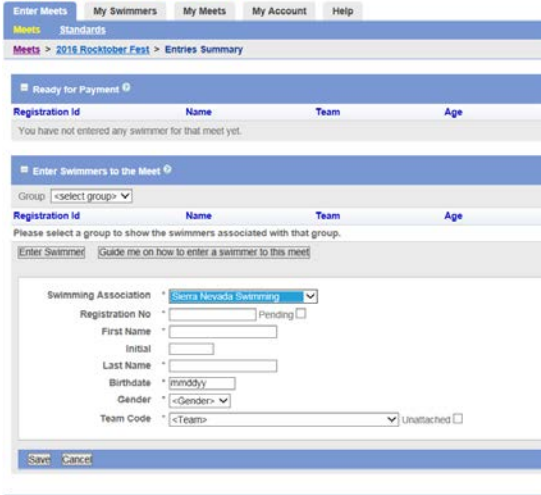 Enter Meets My Swimmers My Meets My Account Help
Meets Standards
Meets > 2016 Rocktober Fest > Entries Summary
Ready for Payment
Registration Id Name Team Age
You have not entered any swimmer for that meet yet.
Enter Swimmers to the Meet
Group <select group>
Registration Id Name Team Age
Please select a group to show the swimmers associated with that group.
Enter Swimmer Guide me on how to enter a swimmer to this meet
Swimming Association * Sierra Nevada Swimming
Registration No * Pending
First Name *
Initial
Last Name *
Birthdate * mmddyy
Gender * <Gender>
Team Code * <Team> Unattached
Save Cancel